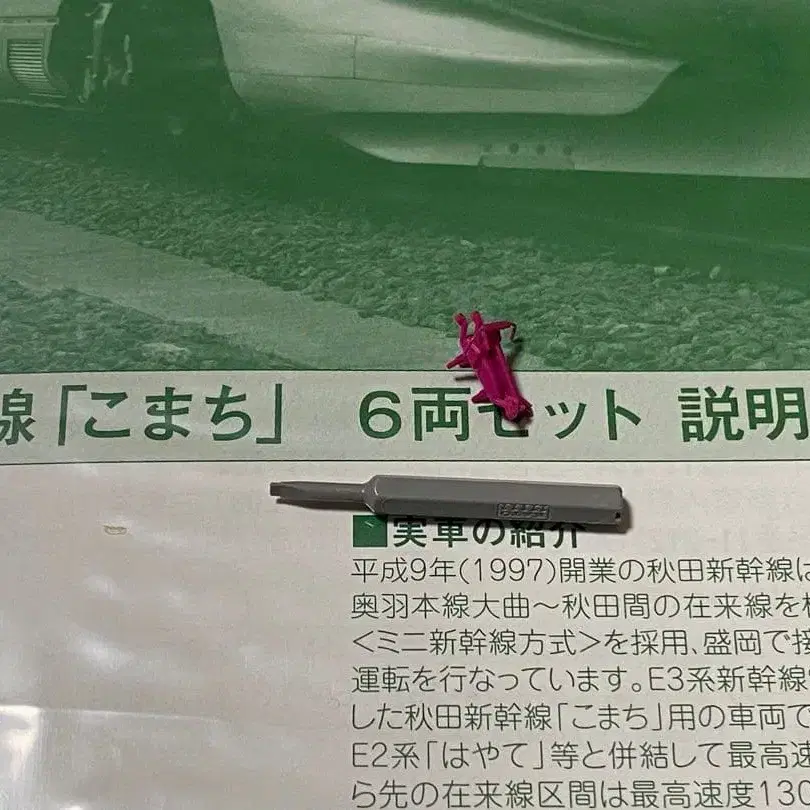 線「こまち」 6両セット 説明
■実車の紹介
平成9年(1997)開業の秋田新幹線は
奥羽本線大曲～秋田間の在来線を
<ミニ新幹線方式>を採用、盛岡で接
運転を行なっています。E3系新幹線
した秋田新幹線「こまち」用の車両で
E2系「はやて」等と併結して最高速
ら先の在来線区間は最高速度130